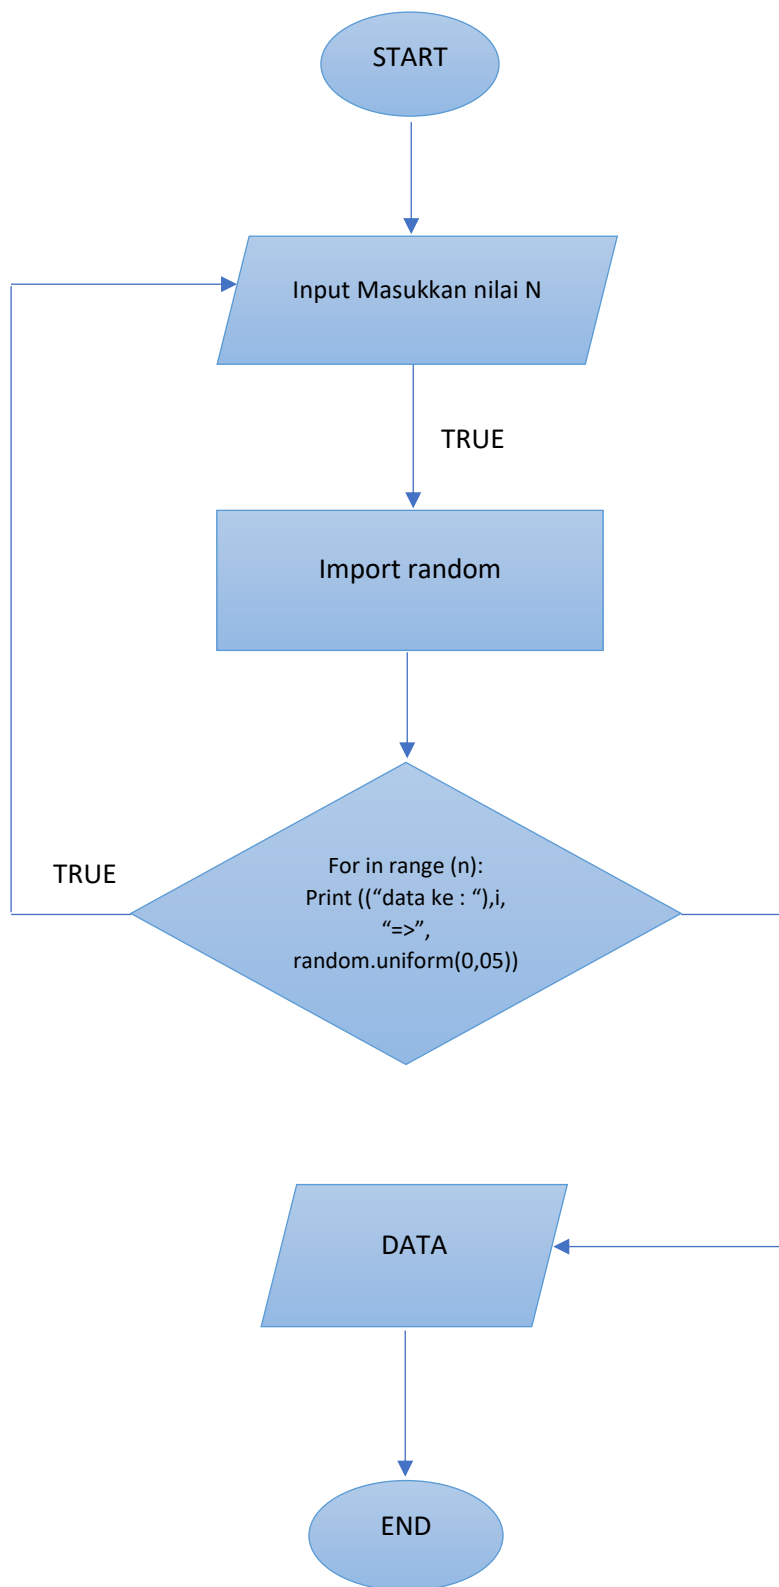 START
Input Masukkan nilai N
TRUE
Import random
TRUE
For in range (n):
Print ((“data ke : “),i,
“=>”,
random.uniform(0,05))
DATA
END